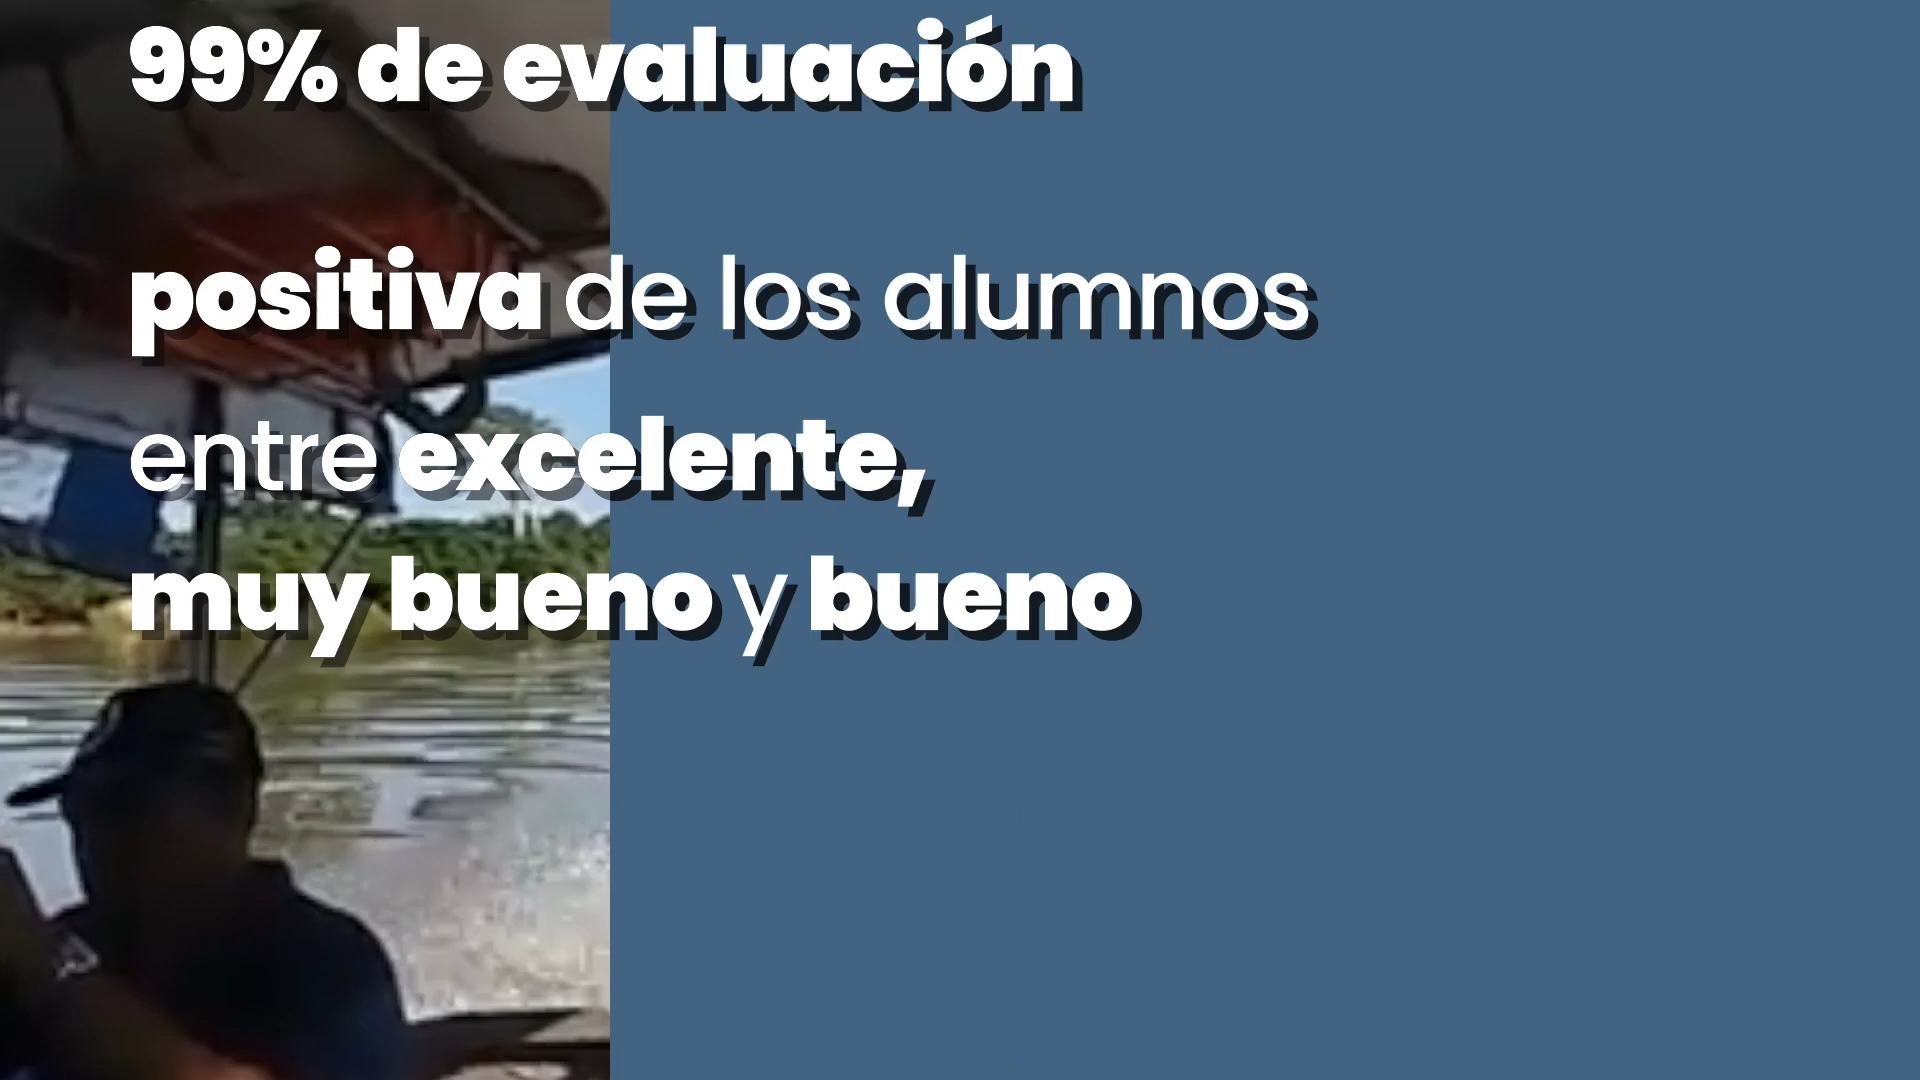 99% de evaluación
positiva de los alumnos
entre excelente,
muy bueno y bueno